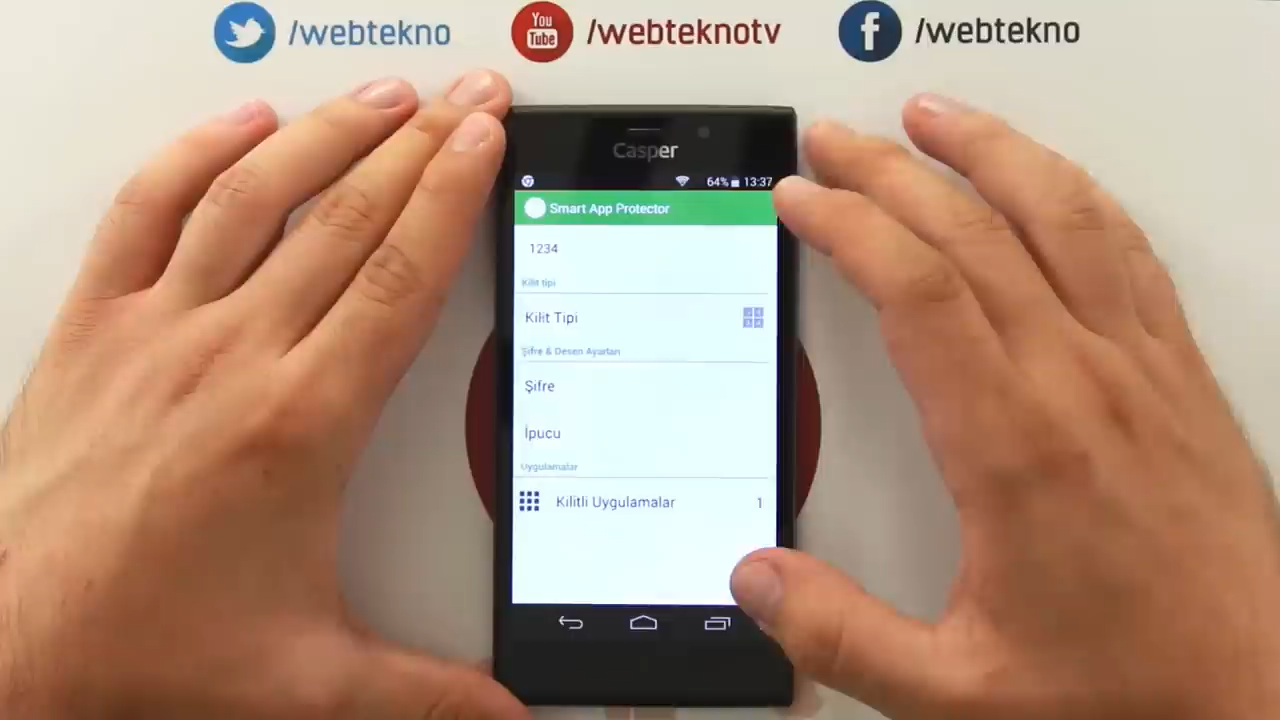 /webtekno
You Tube
/webteknotv
/webtekno
Casper
64% 13:37
Smart App Protector
1234
Kilit tipi
Kilit Tipi
Şifre & Desen Ayarları
Şifre
İpucu
Uygulamalar
Kilitli Uygulamalar 1